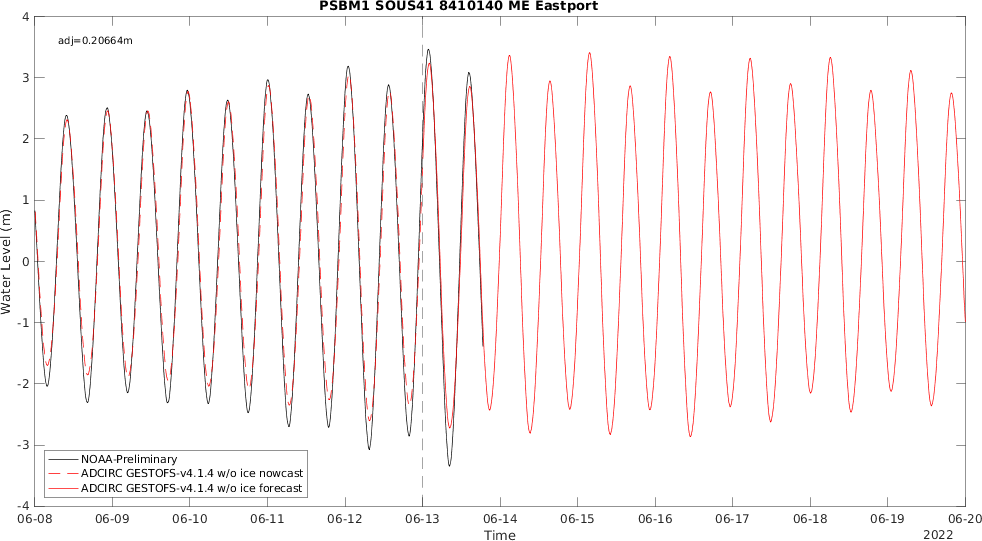 PSBM1 SOUS41 8410140 ME Eastport
adj=0.20664m
4
3
2
1
0
-1
-2
-3
-4
Water Level (m)
NOAA-Preliminary
ADCIRC GESTOFS-v4.1.4 w/o ice nowcast
ADCIRC GESTOFS-v4.1.4 w/o ice forecast
06-08 06-09 06-10 06-11 06-12 06-13 06-14 06-15 06-16 06-17 06-18 06-19 06-20
Time
2022